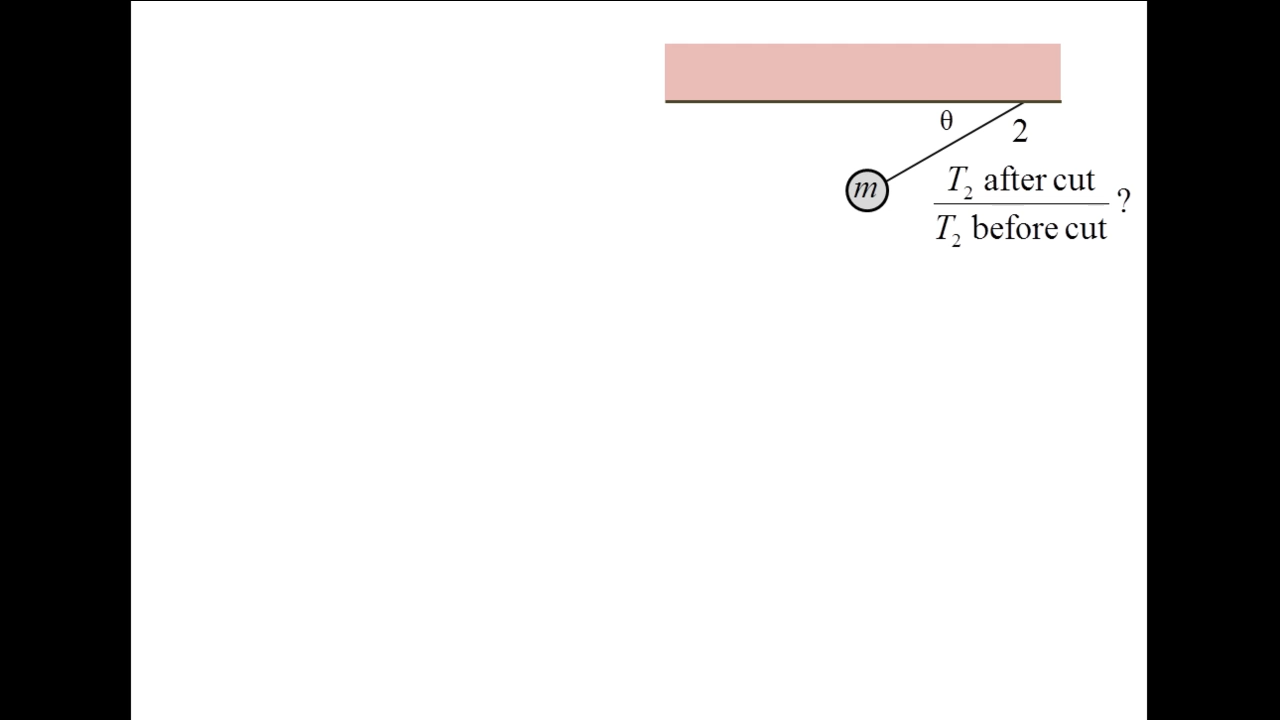 θ
2
m
T₂ after cut
T₂ before cut
?